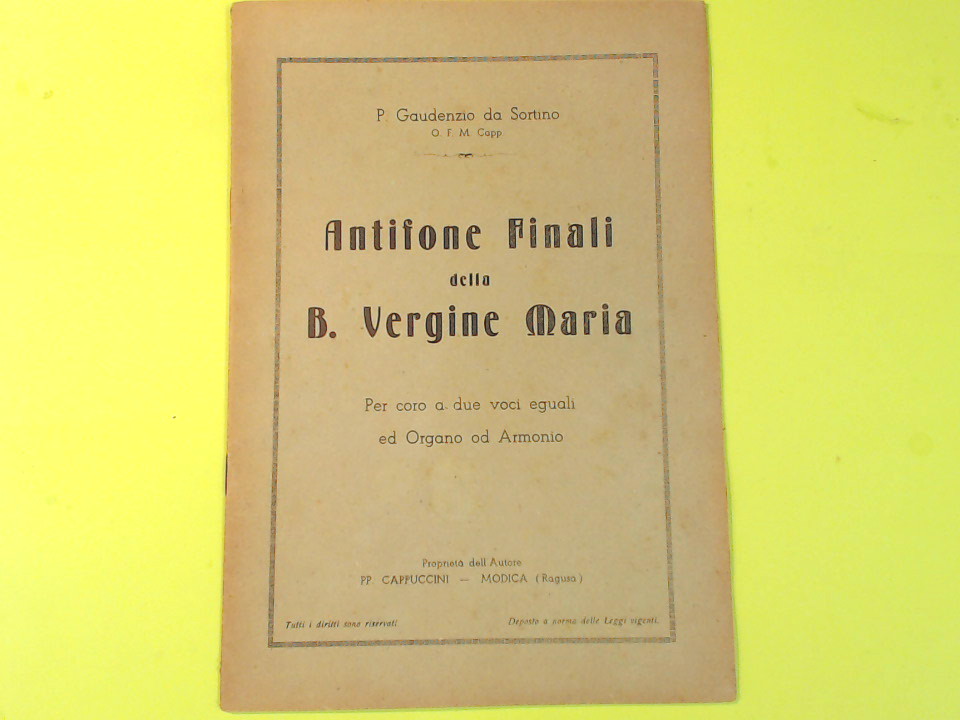 P. Gaudenzio da Sortino
O. F. M. Capp.
Antifone Finali
della
B. Vergine Maria
Per coro a due voci eguali
ed Organo od Armonio
Proprietà dell'Autore
PP. CAPPUCCINI — MODICA (Ragusa)
Tutti i diritti sono riservati
Deposto a norma delle Leggi vigenti.